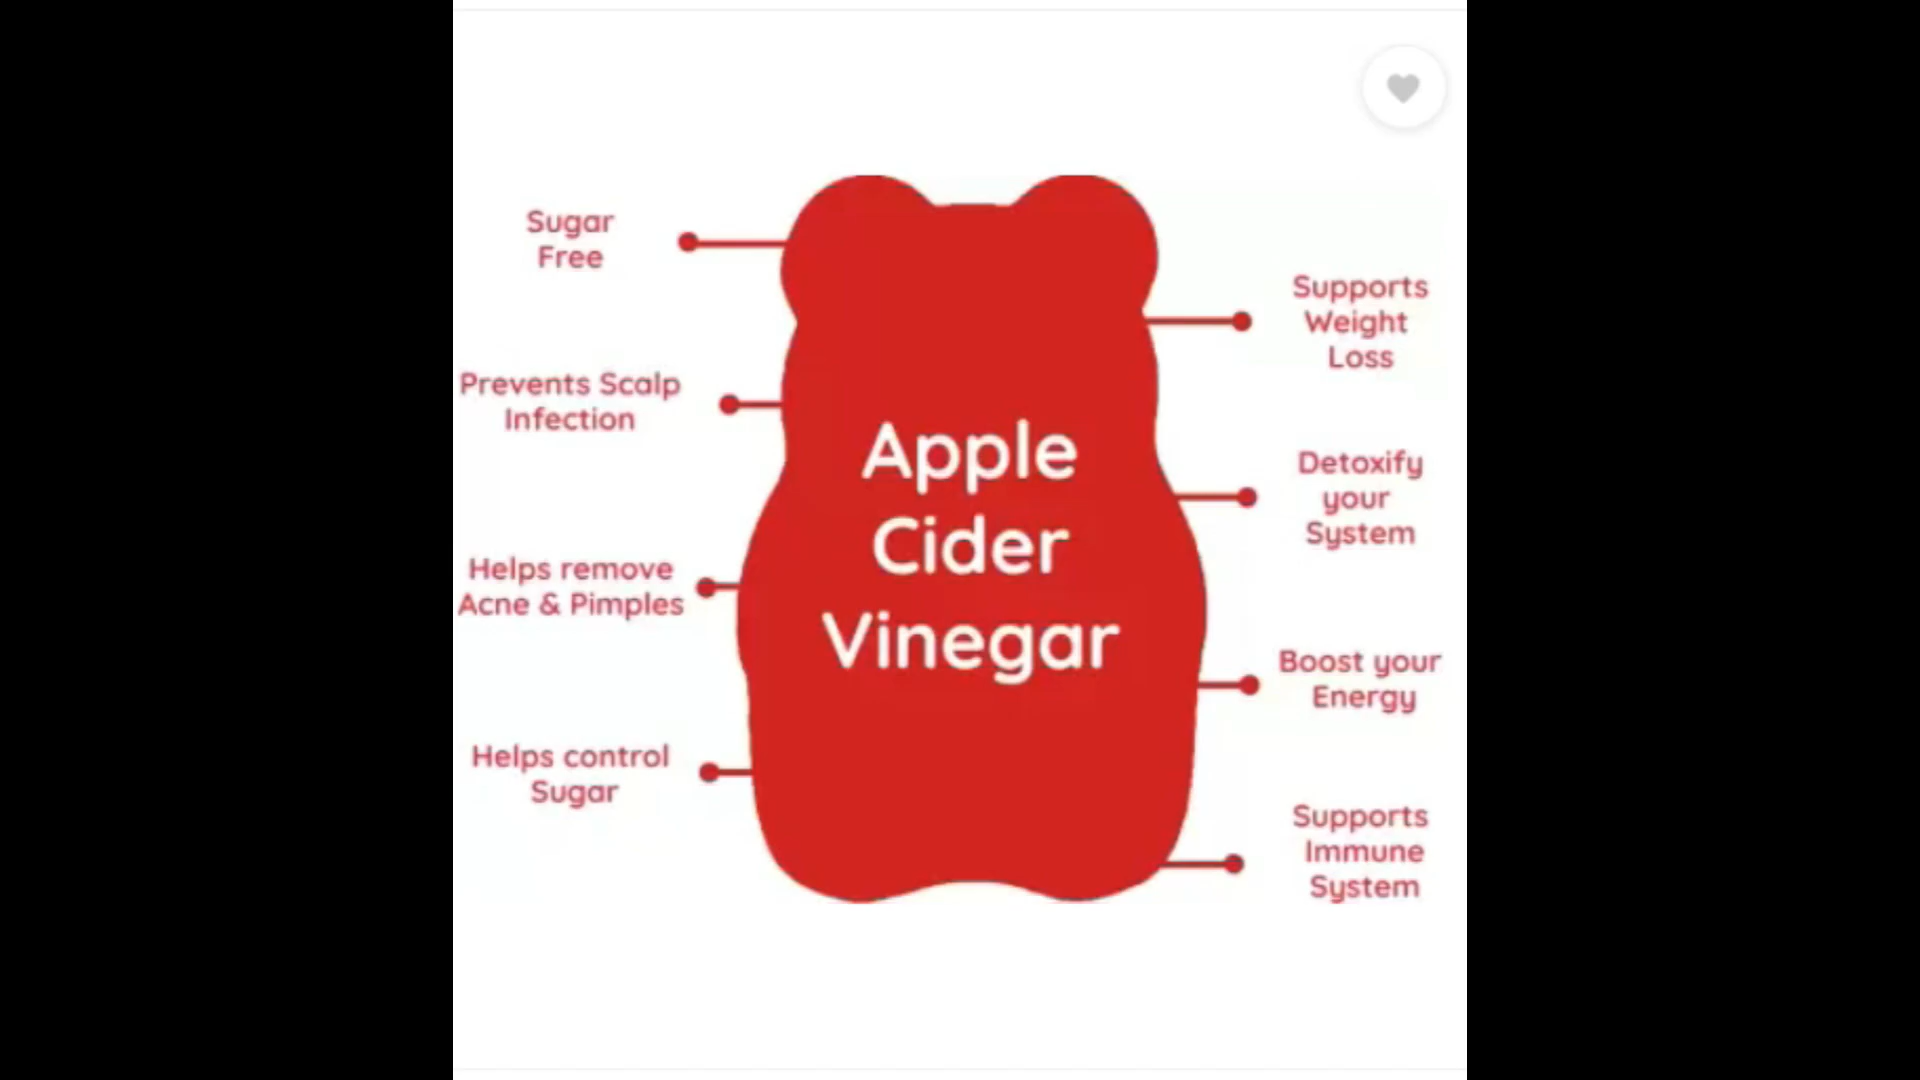 Sugar
Free
Prevents Scalp
Infection
Helps remove
Acne & Pimples
Helps control
Sugar
Apple
Cider
Vinegar
Supports
Weight
Loss
Detoxify
your
System
Boost your
Energy
Supports
Immune
System